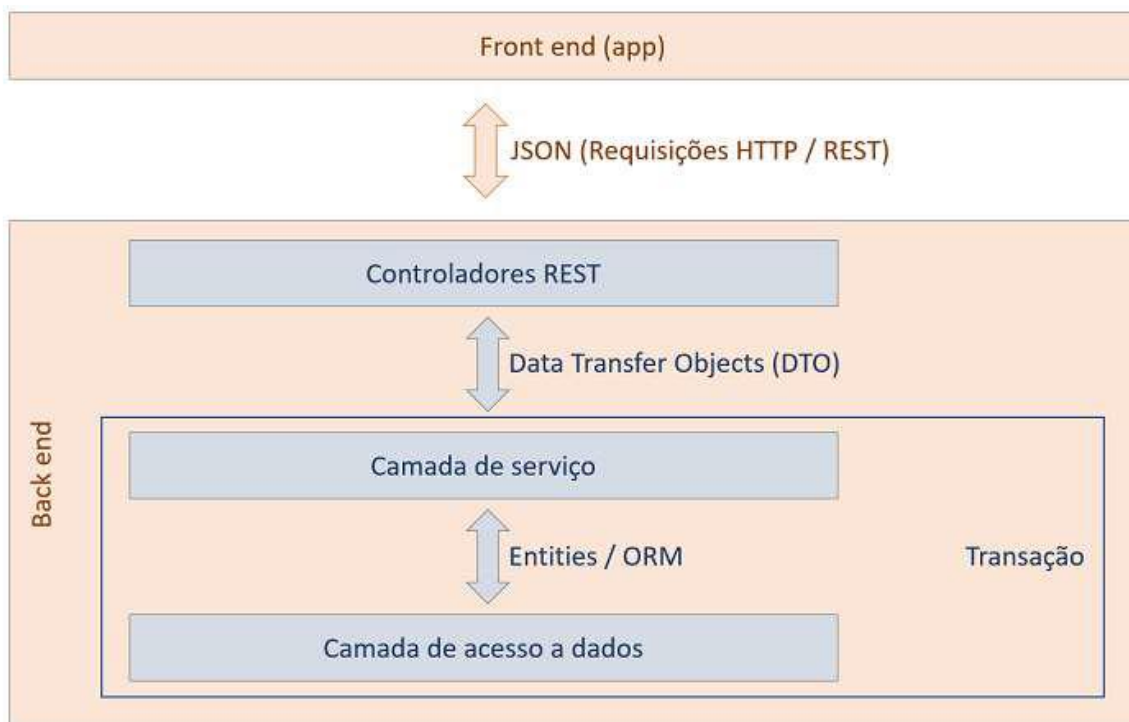 Front end (app)
JSON (Requisições HTTP / REST)
Controladores REST
Data Transfer Objects (DTO)
Back end
Camada de serviço
Entities / ORM
Transação
Camada de acesso a dados